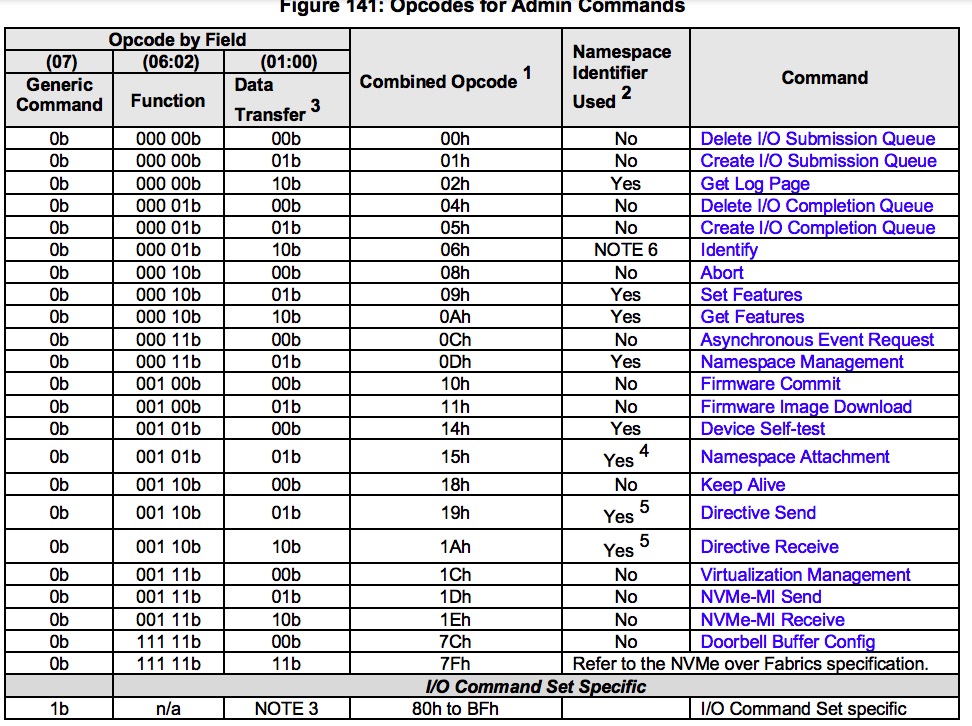 Figure 141: Opcodes for Admin Commands
Opcode by Field
Combined Opcode 1
Namespace Identifier Used 2
Command
(07) (06:02) (01:00)
Generic Command Function Data Transfer 3
0b 000 00b 00b 00h No Delete I/O Submission Queue
0b 000 00b 01b 01h No Create I/O Submission Queue
0b 000 00b 10b 02h Yes Get Log Page
0b 000 01b 00b 04h No Delete I/O Completion Queue
0b 000 01b 01b 05h No Create I/O Completion Queue
0b 000 01b 10b 06h NOTE 6 Identify
0b 000 10b 00b 08h No Abort
0b 000 10b 01b 09h Yes Set Features
0b 000 10b 10b 0Ah Yes Get Features
0b 000 11b 00b 0Ch No Asynchronous Event Request
0b 000 11b 01b 0Dh Yes Namespace Management
0b 001 00b 00b 10h No Firmware Commit
0b 001 00b 01b 11h No Firmware Image Download
0b 001 01b 00b 14h Yes Device Self-test
0b 001 01b 01b 15h Yes 4 Namespace Attachment
0b 001 10b 00b 18h No Keep Alive
0b 001 10b 01b 19h Yes 5 Directive Send
0b 001 10b 10b 1Ah Yes 5 Directive Receive
0b 001 11b 00b 1Ch No Virtualization Management
0b 001 11b 01b 1Dh No NVMe-MI Send
0b 001 11b 10b 1Eh No NVMe-MI Receive
0b 111 11b 00b 7Ch No Doorbell Buffer Config
0b 111 11b 11b 7Fh Refer to the NVMe over Fabrics specification.
I/O Command Set Specific
1b n/a NOTE 3 80h to BFh I/O Command Set specific